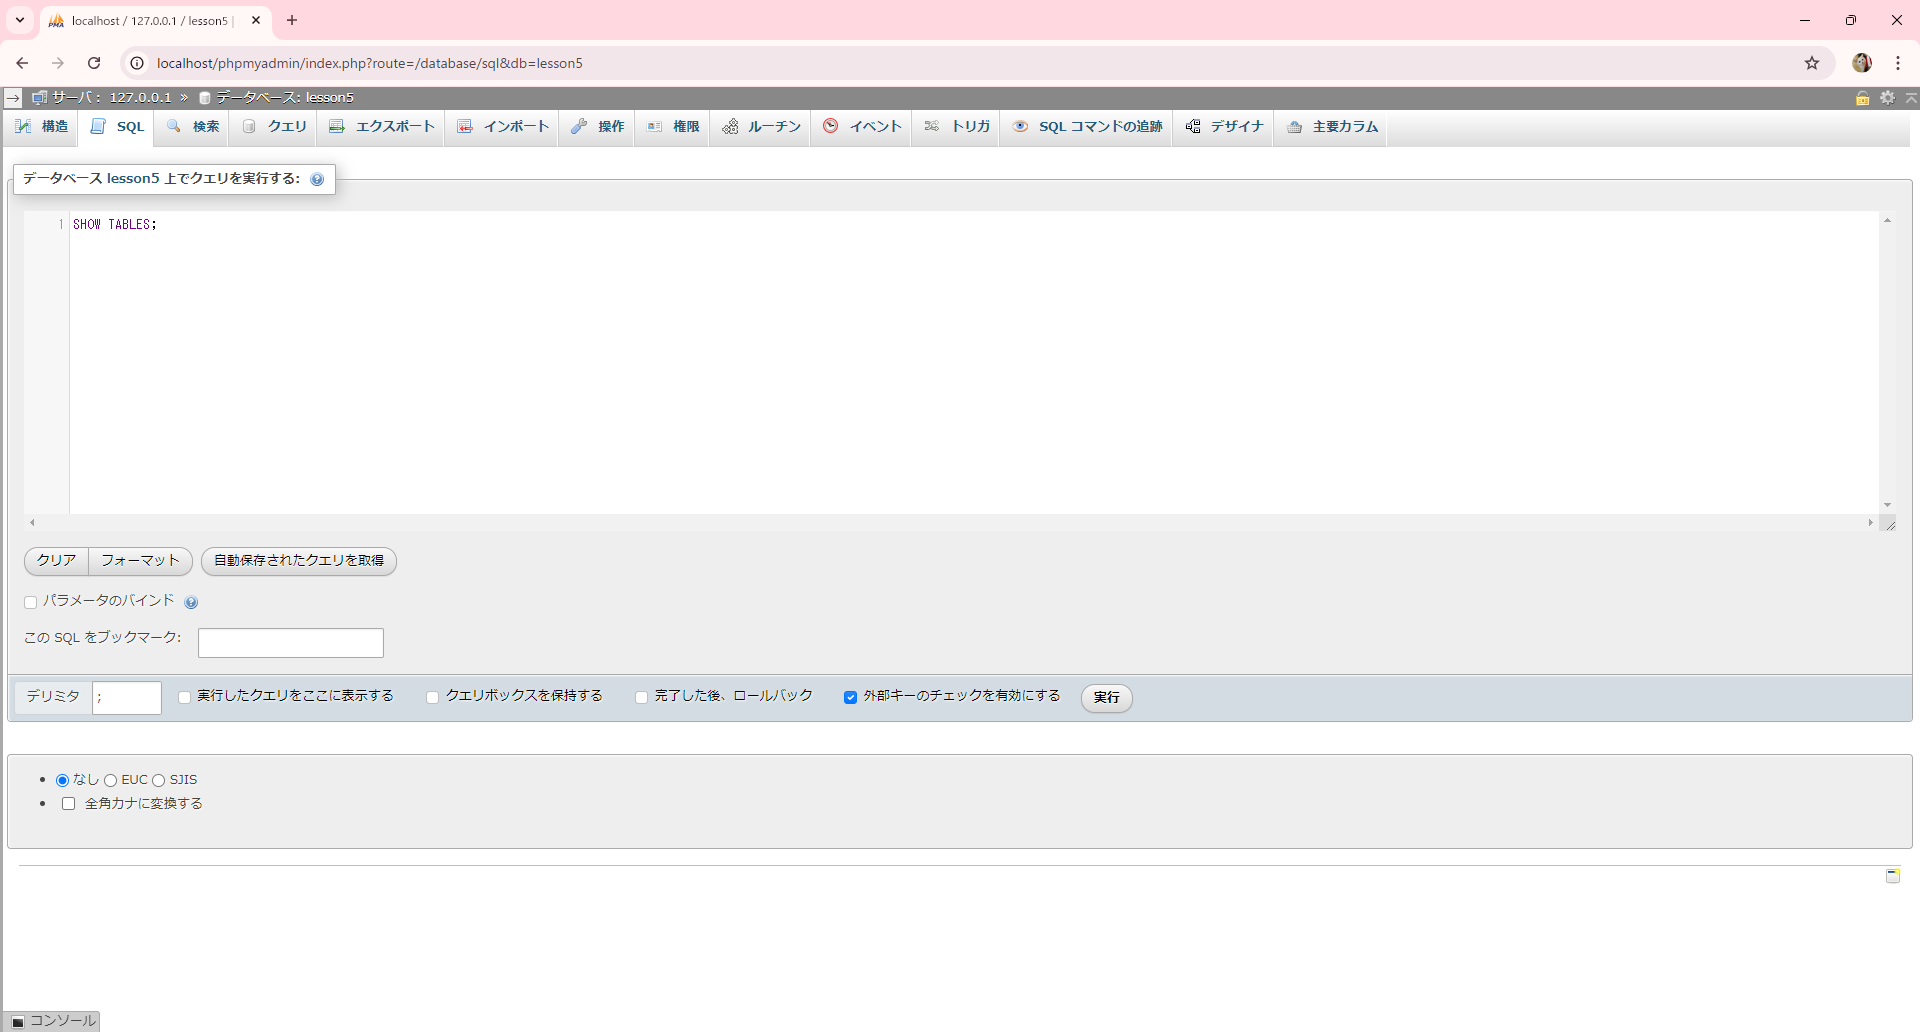 localhost / 127.0.0.1 / lesson5 |
localhost/phpmyadmin/index.php?route=/database/sql&db=lesson5
サーバ: 127.0.0.1 » データベース: lesson5
構造 SQL 検索 クエリ エクスポート インポート 操作 権限 ルーチン イベント トリガ SQL コマンドの追跡 デザイナ 主要カラム
データベース lesson5 上でクエリを実行する:
1 SHOW TABLES;
クリア フォーマット 自動保存されたクエリを取得
パラメータのバインド
この SQL をブックマーク:
デリミタ ; 実行したクエリをここに表示する クエリボックスを保持する 完了した後、ロールバック 外部キーのチェックを有効にする 実行
なし EUC SJIS
全角カナに変換する
コンソール